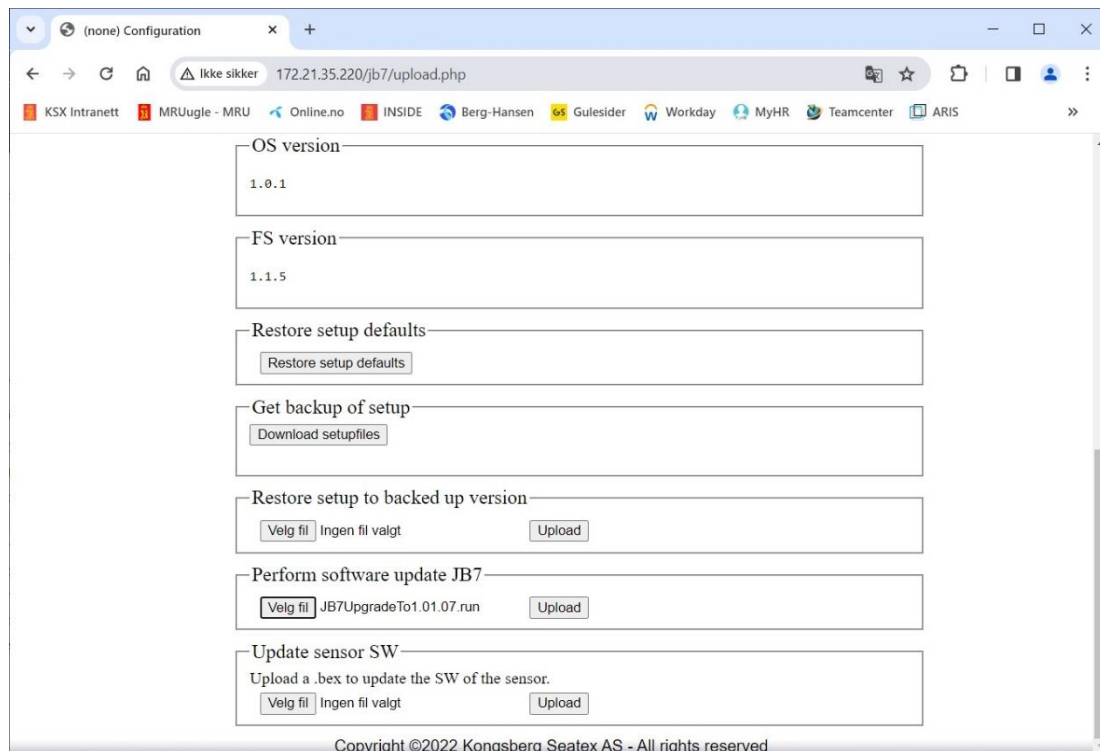 (none) Configuration
Ikke sikker 172.21.35.220/jb7/upload.php
KSX Intranett MRUugle - MRU Online.no INSIDE Berg-Hansen GS Gulesider Workday MyHR Teamcenter ARIS »
OS version
1.0.1
FS version
1.1.5
Restore setup defaults
Restore setup defaults
Get backup of setup
Download setupfiles
Restore setup to backed up version
Velg fil Ingen fil valgt Upload
Perform software update JB7
Velg fil JB7UpgradeTo1.01.07.run Upload
Update sensor SW
Upload a .bex to update the SW of the sensor.
Velg fil Ingen fil valgt Upload
Copyright ©2022 Kongsberg Seatex AS - All rights reserved